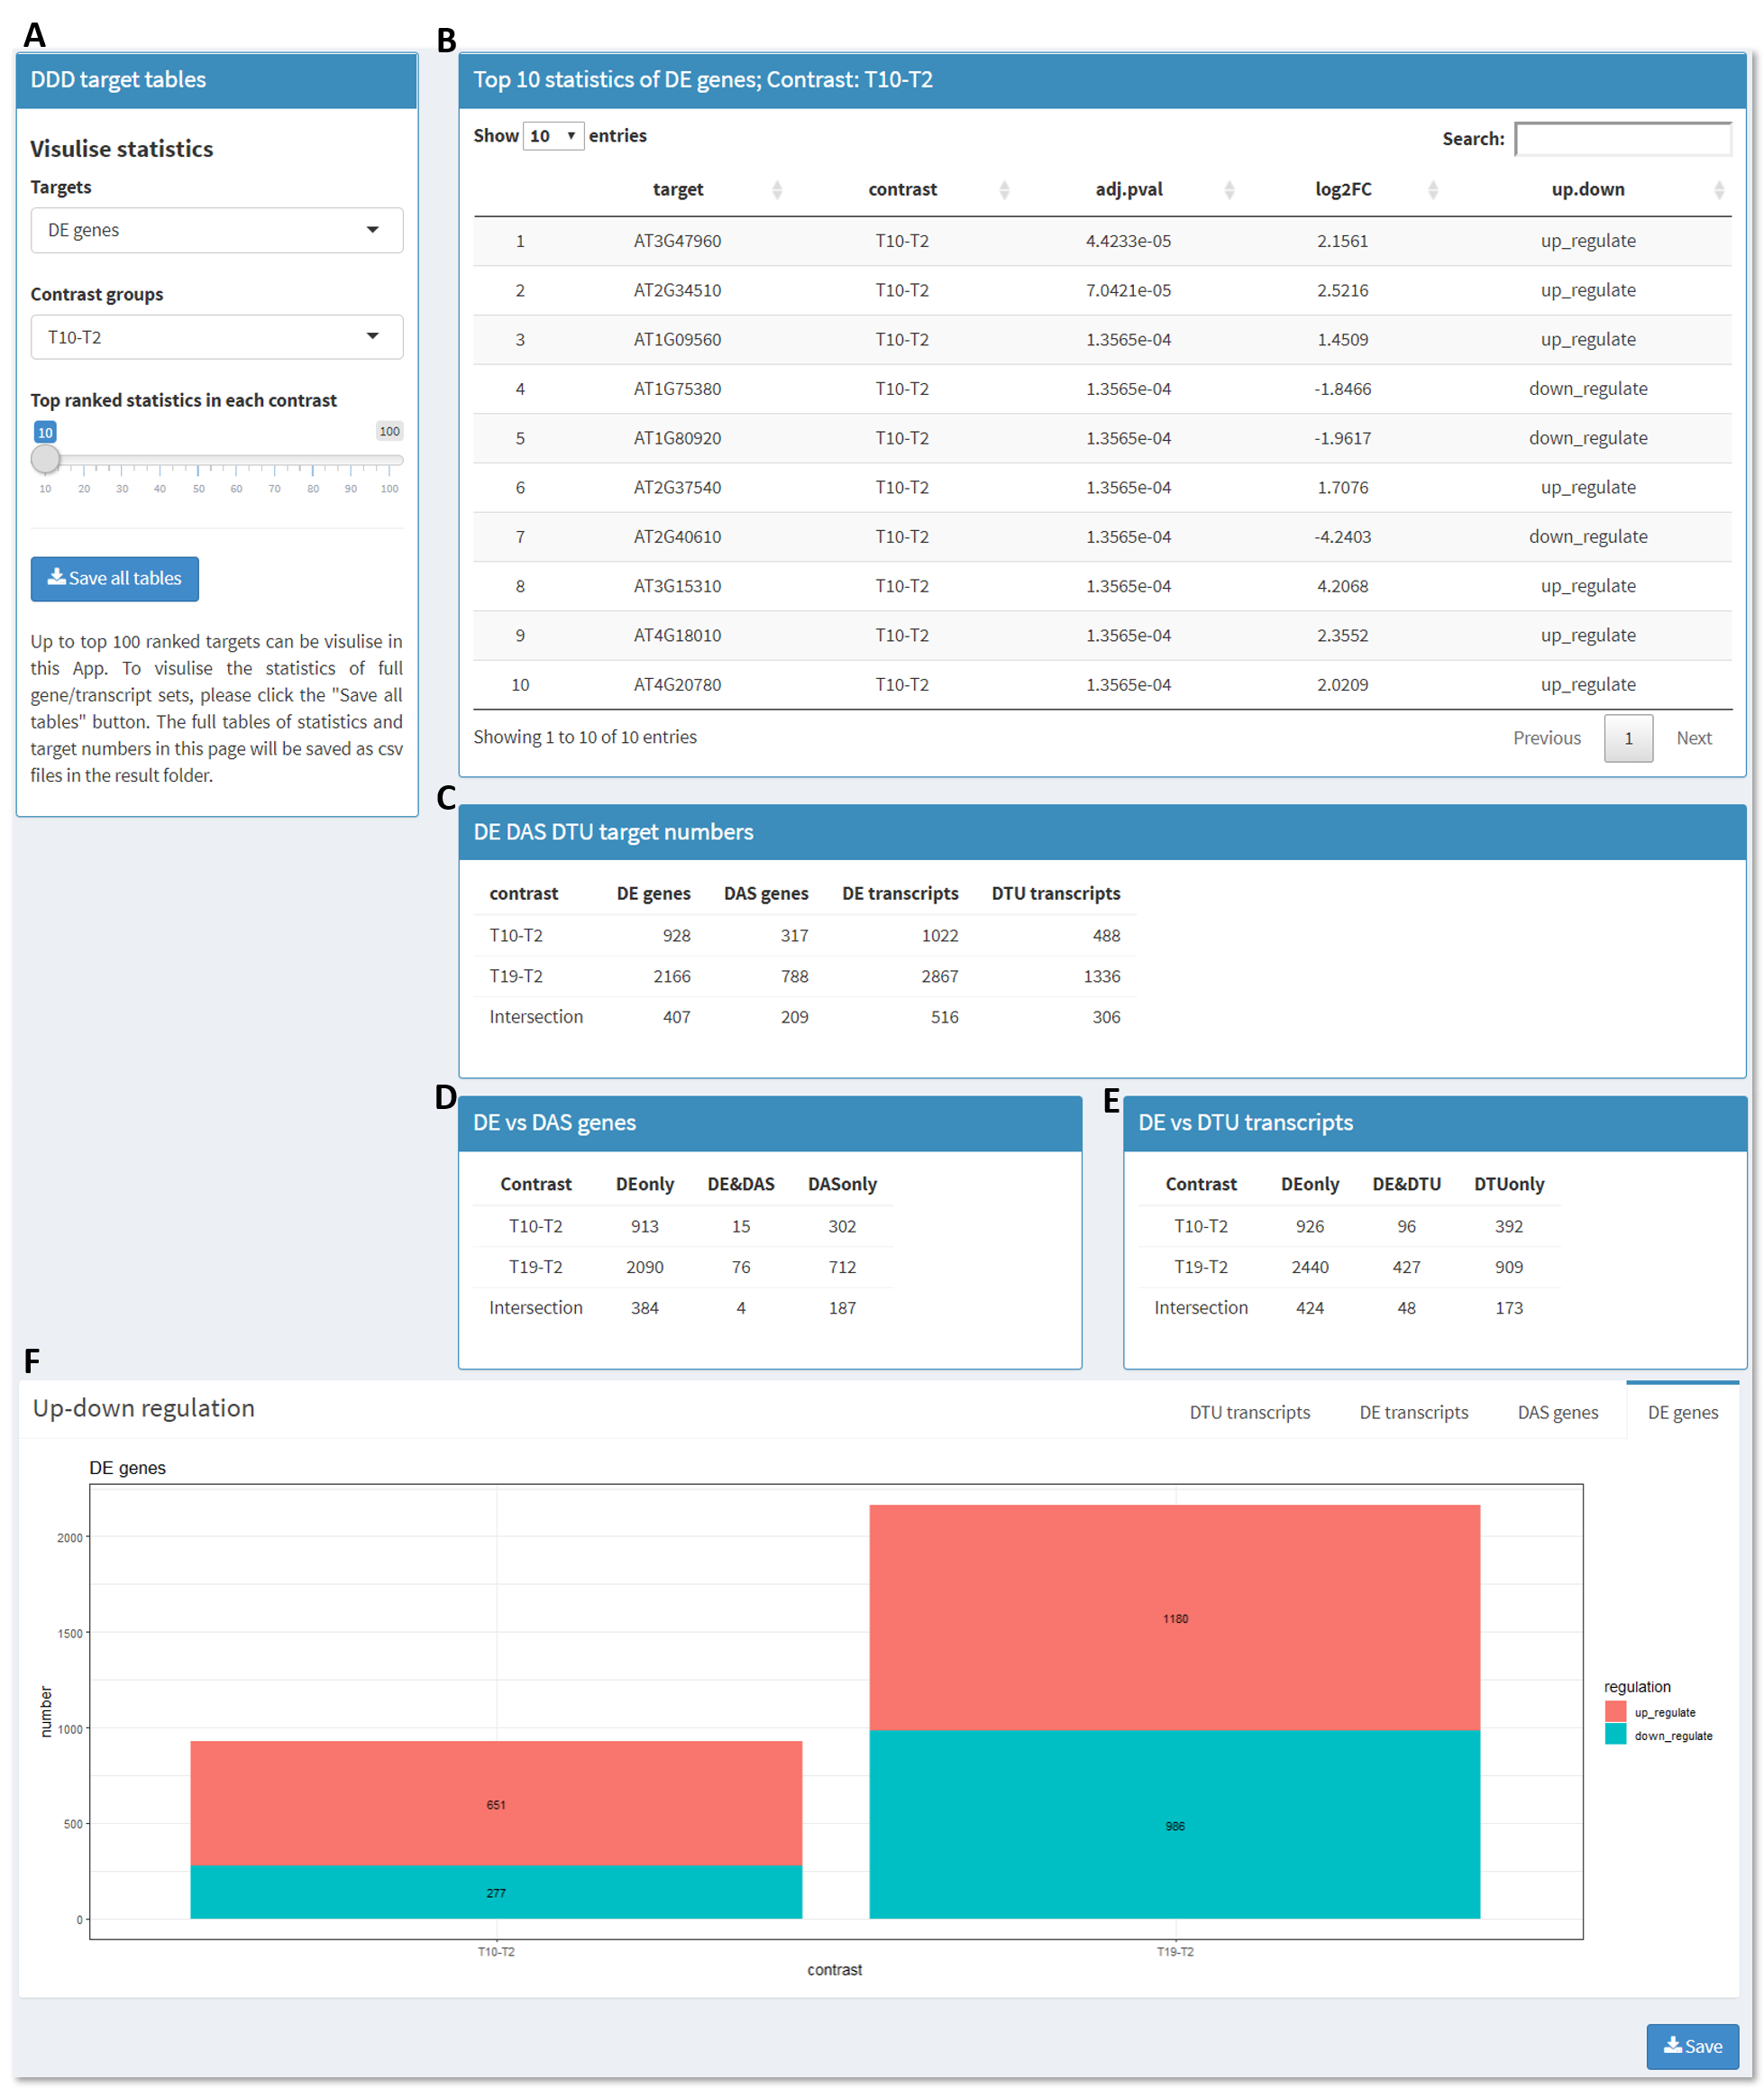 A
DDD target tables
Visulise statistics
Targets
DE genes
Contrast groups
T10-T2
Top ranked statistics in each contrast
10 100
10 20 30 40 50 60 70 80 90 100
Save all tables
Up to top 100 ranked targets can be visulise in
this App. To visulise the statistics of full
gene/transcript sets, please click the "Save all
tables" button. The full tables of statistics and
target numbers in this page will be saved as csv
files in the result folder.
B
Top 10 statistics of DE genes; Contrast: T10-T2
Show 10 entries Search:
target contrast adj.pval log2FC up.down
1 AT3G47960 T10-T2 4.4233e-05 2.1561 up_regulate
2 AT2G34510 T10-T2 7.0421e-05 2.5216 up_regulate
3 AT1G09560 T10-T2 1.3565e-04 1.4509 up_regulate
4 AT1G75380 T10-T2 1.3565e-04 -1.8466 down_regulate
5 AT1G80920 T10-T2 1.3565e-04 -1.9617 down_regulate
6 AT2G37540 T10-T2 1.3565e-04 1.7076 up_regulate
7 AT2G40610 T10-T2 1.3565e-04 -4.2403 down_regulate
8 AT3G15310 T10-T2 1.3565e-04 4.2068 up_regulate
9 AT4G18010 T10-T2 1.3565e-04 2.3552 up_regulate
10 AT4G20780 T10-T2 1.3565e-04 2.0209 up_regulate
Showing 1 to 10 of 10 entries Previous 1 Next
C
DE DAS DTU target numbers
contrast DE genes DAS genes DE transcripts DTU transcripts
T10-T2 928 317 1022 488
T19-T2 2166 788 2867 1336
Intersection 407 209 516 306
D
DE vs DAS genes
Contrast DEonly DE&DAS DASonly
T10-T2 913 15 302
T19-T2 2090 76 712
Intersection 384 4 187
E
DE vs DTU transcripts
Contrast DEonly DE&DTU DTUonly
T10-T2 926 96 392
T19-T2 2440 427 909
Intersection 424 48 173
F
Up-down regulation DTU transcripts DE transcripts DAS genes DE genes
DE genes
2000
1500
1000
500
0
number
651
277
1180
986
T10-T2 T19-T2
contrast
regulation
up_regulate
down_regulate
Save